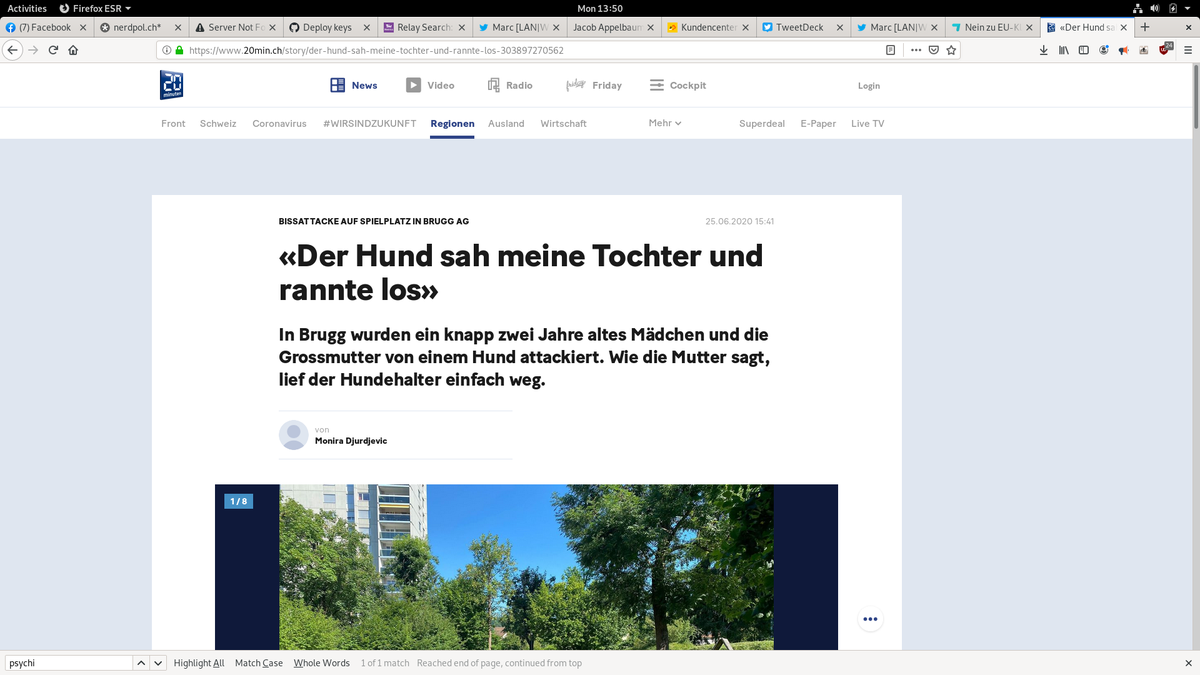 Activities Firefox ESR Mon 13:50
(7) Facebook nerdpol.ch* Server Not Fo Deploy keys Relay Search: Marc [LAN|W Jacob Appelbaum Kundencenter TweetDeck Marc [LAN|W Nein zu EU-K «Der Hund sa
https://www.20min.ch/story/der-hund-sah-meine-tochter-und-rannte-los-303897270562
24
20
minuten
News Video Radio Friday Cockpit Login
Front Schweiz Coronavirus #WIRSINDZUKUNFT Regionen Ausland Wirtschaft Mehr Superdeal E-Paper Live TV
BISSATTACKE AUF SPIELPLATZ IN BRUGG AG 25.06.2020 15:41
«Der Hund sah meine Tochter und
rannte los»
In Brugg wurden ein knapp zwei Jahre altes Mädchen und die
Grossmutter von einem Hund attackiert. Wie die Mutter sagt,
lief der Hundehalter einfach weg.
von
Monira Djurdjevic
1 / 8
psychi Highlight All Match Case Whole Words 1 of 1 match Reached end of page, continued from top